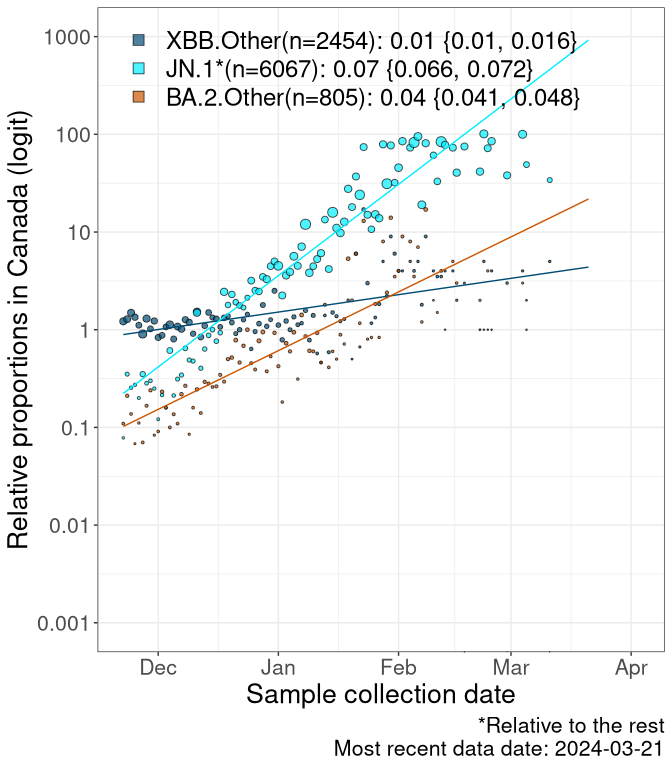 XBB.Other(n=2454): 0.01 {0.01, 0.016}
JN.1*(n=6067): 0.07 {0.066, 0.072}
BA.2.Other(n=805): 0.04 {0.041, 0.048}
Relative proportions in Canada (logit)
1000
100
10
1
0.1
0.01
0.001
Dec Jan Feb Mar Apr
Sample collection date
*Relative to the rest
Most recent data date: 2024-03-21